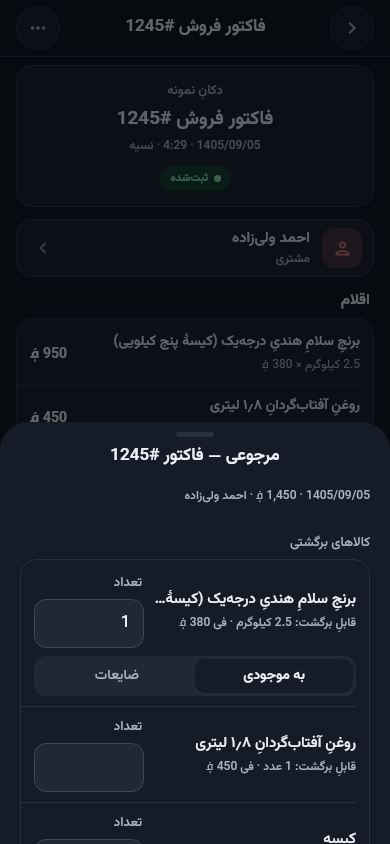 فاکتور فروش #1245
دکانِ نمونه
فاکتور فروش #1245
1405/09/05 · 4:29 · نسیه
ثبت‌شده
احمد ولی‌زاده
مشتری
اقلام
برنجِ سلامِ هندیِ درجه‌یک (کیسهٔ پنج کیلویی)
950 ؋
2.5 کیلوگرم × 380 ؋
روغنِ آفتاب‌گردانِ ۱٫۸ لیتری
450 ؋
مرجوعی — فاکتور #1245
1405/09/05 · 1,450 ؋ · احمد ولی‌زاده
کالاهای برگشتی
تعداد
برنجِ سلامِ هندیِ درجه‌یک (کیسهٔ…
قابلِ برگشت: 2.5 کیلوگرم · فی 380 ؋
1
به موجودی
ضایعات
تعداد
روغنِ آفتاب‌گردانِ ۱٫۸ لیتری
قابلِ برگشت: 1 عدد · فی 450 ؋
تعداد
کیسه